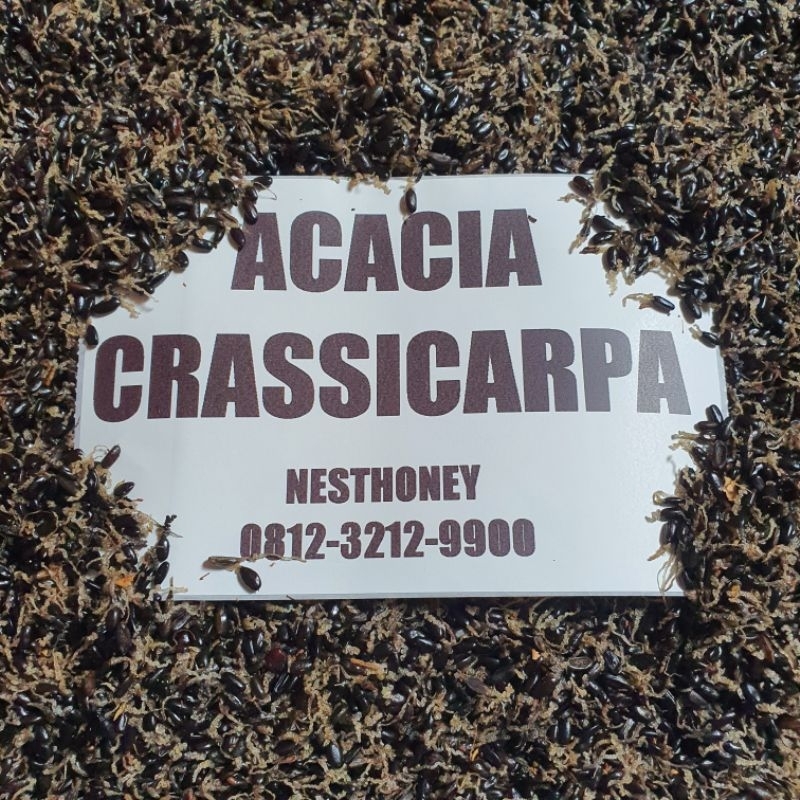 ACACIA
CRASSICARPA
NESTHONEY
0812-3212-9900